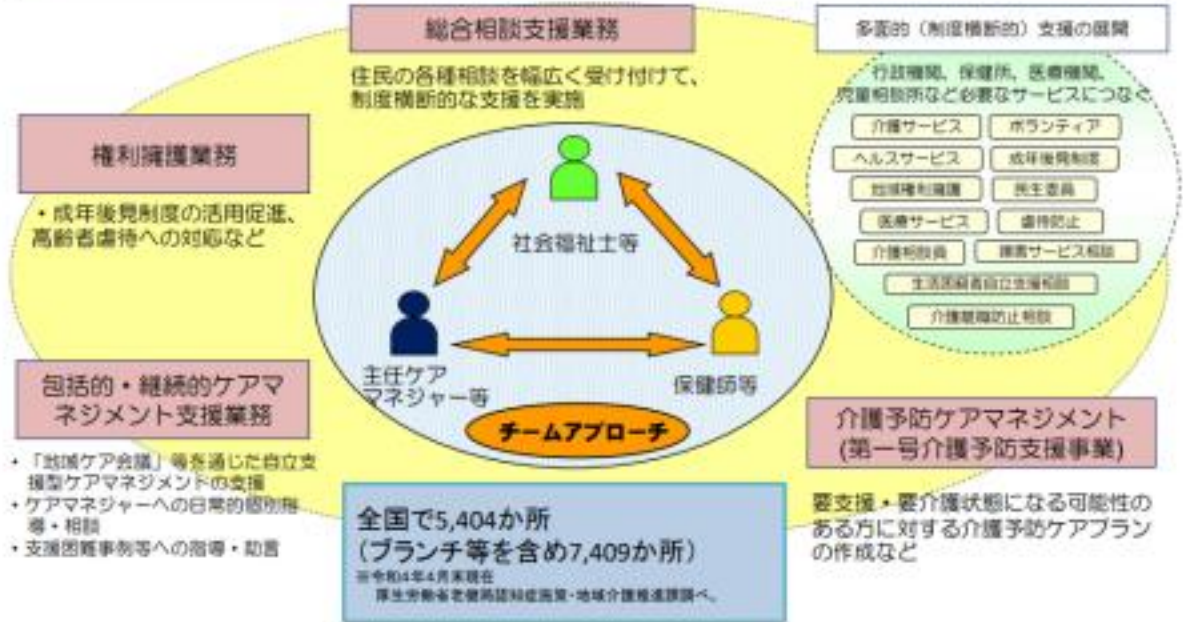 総合相談支援業務
住民の各種相談を幅広く受け付けて、
制度横断的な支援を実施
多面的（制度横断的）支援の展開
行政機関、保健所、医療機関、
児童相談所など必要なサービスにつなぐ
介護サービス
ボランティア
ヘルスサービス
成年後見制度
地域権利擁護
民生委員
医療サービス
虐待防止
介護相談員
障害サービス相談
生活困窮者自立支援相談
介護離職防止相談
権利擁護業務
・成年後見制度の活用促進、
高齢者虐待への対応など
社会福祉士等
主任ケア
マネジャー等
保健師等
チームアプローチ
包括的・継続的ケアマ
ネジメント支援業務
・「地域ケア会議」等を通じた自立支
援型ケアマネジメントの支援
・ケアマネジャーへの日常的個別指
導・相談
・支援困難事例等への指導・助言
全国で5,404か所
（ブランチ等を含め7,409か所）
※令和4年4月末現在
厚生労働省老健局認知症施策・地域介護推進課調べ。
介護予防ケアマネジメント
(第一号介護予防支援事業)
要支援・要介護状態になる可能性の
ある方に対する介護予防ケアプラン
の作成など